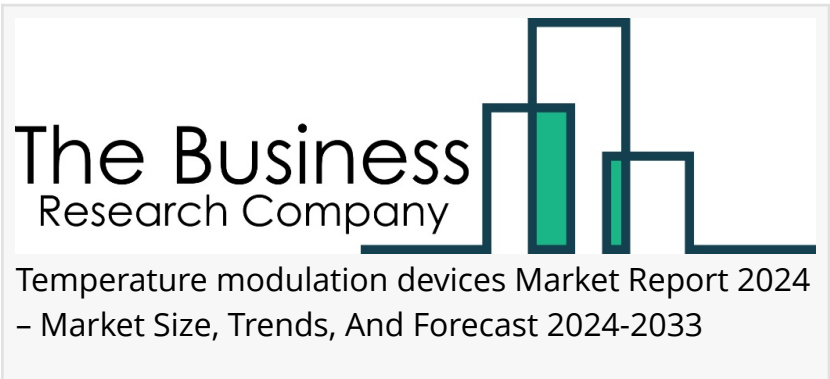 The Business
Research Company
Temperature modulation devices Market Report 2024
– Market Size, Trends, And Forecast 2024-2033